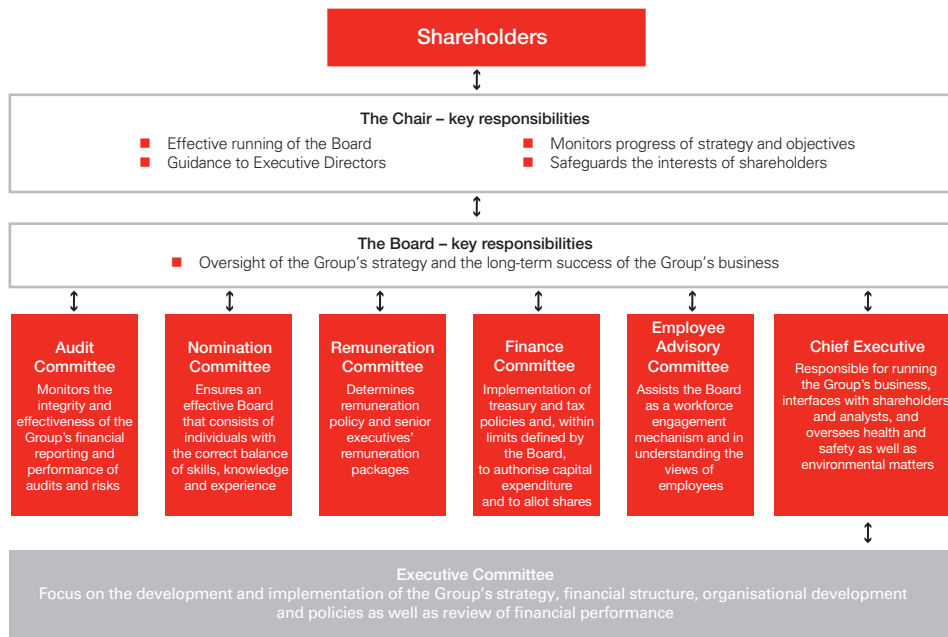 Shareholders
The Chair – key responsibilities
Effective running of the Board
Guidance to Executive Directors
Monitors progress of strategy and objectives
Safeguards the interests of shareholders
The Board – key responsibilities
Oversight of the Group's strategy and the long-term success of the Group's business
Audit
Committee
Monitors the
integrity and
effectiveness of the
Group's financial
reporting and
performance of
audits and risks
Nomination
Committee
Ensures an
effective Board
that consists of
individuals with
the correct balance
of skills, knowledge
and experience
Remuneration
Committee
Determines
remuneration
policy and senior
executives'
remuneration
packages
Finance
Committee
Implementation of
treasury and tax
policies and, within
limits defined by
the Board,
to authorise capital
expenditure
and to allot shares
Employee
Advisory
Committee
Assists the Board
as a workforce
engagement
mechanism and in
understanding the
views of
employees
Chief Executive
Responsible for running
the Group's business,
interfaces with shareholders
and analysts, and
oversees health and
safety as well as
environmental matters
Executive Committee
Focus on the development and implementation of the Group's strategy, financial structure, organisational development
and policies as well as review of financial performance